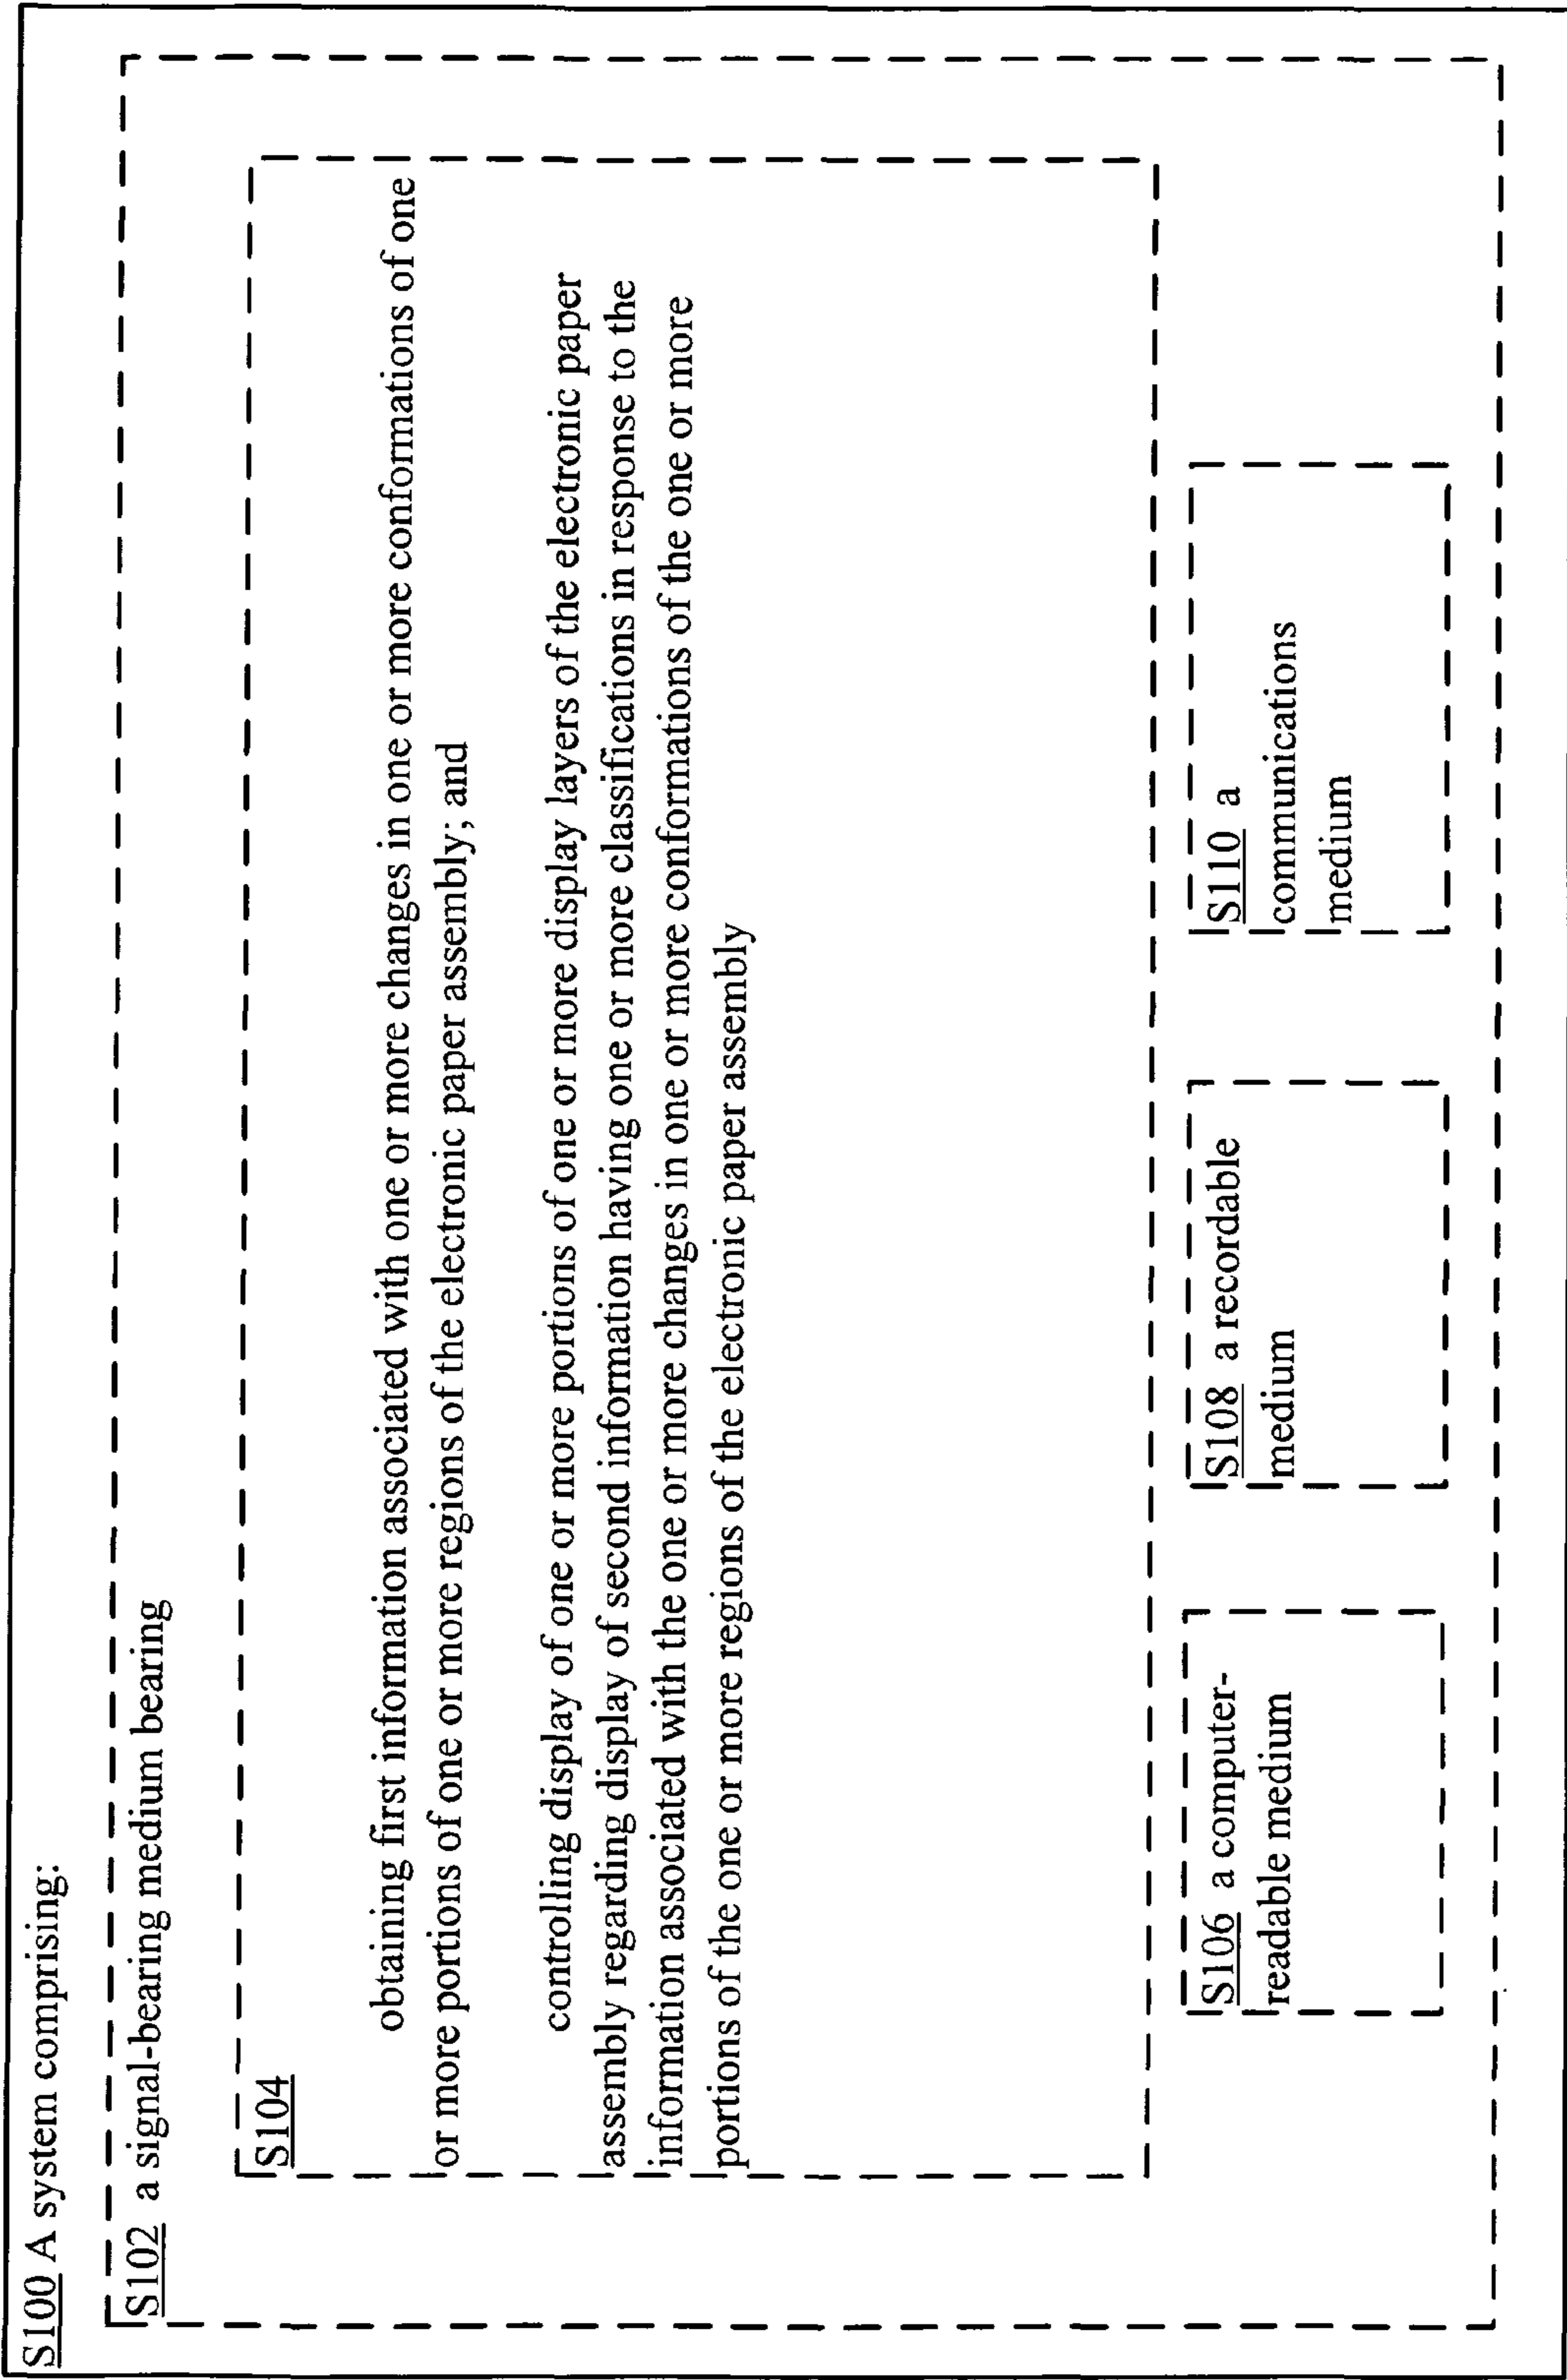 S100 A system comprising:
S102 a signal-bearing medium bearing
S104
obtaining first information associated with one or more changes in one or more conformations of one
or more portions of one or more regions of the electronic paper assembly; and
controlling display of one or more portions of one or more display layers of the electronic paper
assembly regarding display of second information having one or more classifications in response to the
information associated with the one or more changes in one or more conformations of the one or more
portions of the one or more regions of the electronic paper assembly
S106 a computer-
readable medium
S108 a recordable
medium
S110 a
communications
medium